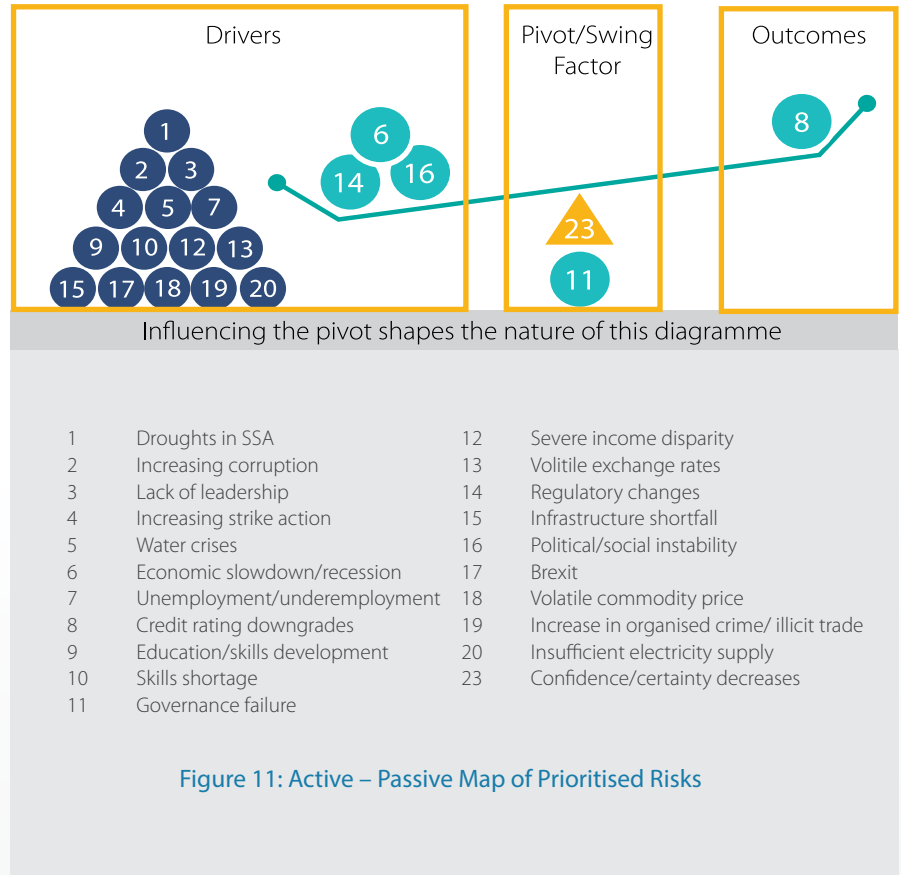 Drivers
Pivot/Swing
Factor
Outcomes
1
2 3
4 5 7
9 10 12 13
15 17 18 19 20
6
14 16
23
11
8
Influencing the pivot shapes the nature of this diagramme
1 Droughts in SSA
2 Increasing corruption
3 Lack of leadership
4 Increasing strike action
5 Water crises
6 Economic slowdown/recession
7 Unemployment/underemployment
8 Credit rating downgrades
9 Education/skills development
10 Skills shortage
11 Governance failure
12 Severe income disparity
13 Volitile exchange rates
14 Regulatory changes
15 Infrastructure shortfall
16 Political/social instability
17 Brexit
18 Volatile commodity price
19 Increase in organised crime/ illicit trade
20 Insufficient electricity supply
23 Confidence/certainty decreases
Figure 11: Active – Passive Map of Prioritised Risks